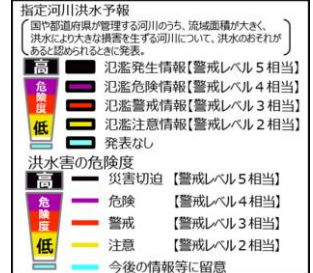 指定河川洪水予報
国や都道府県が管理する河川のうち、流域面積が大きく、
洪水により大きな損害を生ずる河川について、洪水のおそれが
あると認められるときに発表。
高
危険度
低
氾濫発生情報【警戒レベル5相当】
氾濫危険情報【警戒レベル4相当】
氾濫警戒情報【警戒レベル3相当】
氾濫注意情報【警戒レベル2相当】
発表なし
洪水害の危険度
高
危険度
低
災害切迫 【警戒レベル5相当】
危険 【警戒レベル4相当】
警戒 【警戒レベル3相当】
注意 【警戒レベル2相当】
今後の情報等に留意